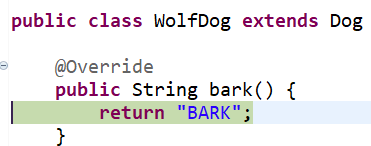 public class WolfDog extends Dog
@Override
public String bark() {
return "BARK";
}